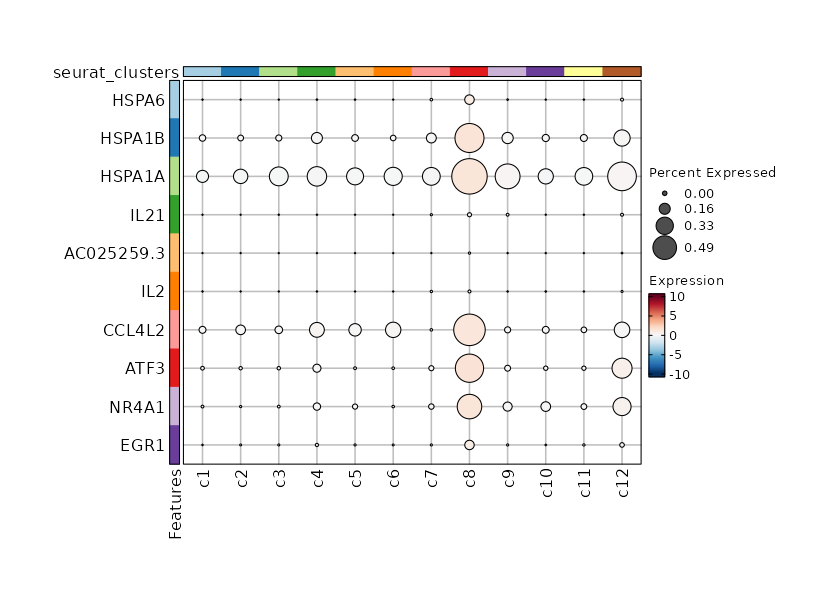 seurat_clusters
HSPA6
HSPA1B
HSPA1A
IL21
AC025259.3
IL2
CCL4L2
ATF3
NR4A1
EGR1
Features
c1
c2
c3
c4
c5
c6
c7
c8
c9
c10
c11
c12
Percent Expressed
0.00
0.16
0.33
0.49
Expression
10
5
0
-5
-10